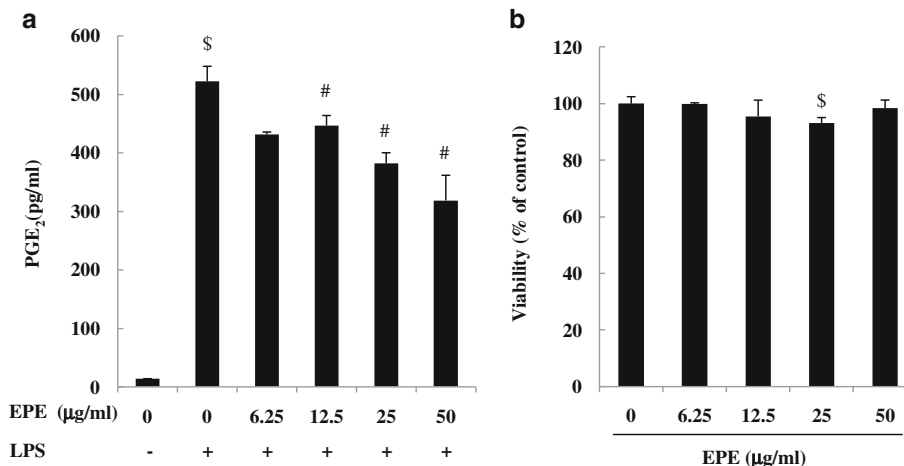 a
b
PGE2(pg/ml)
600
500
400
300
200
100
0
$
#
#
#
EPE (μg/ml) 0 0 6.25 12.5 25 50
LPS - + + + + +
Viability (% of control)
120
100
80
60
40
20
0
$
0 6.25 12.5 25 50
EPE (μg/ml)